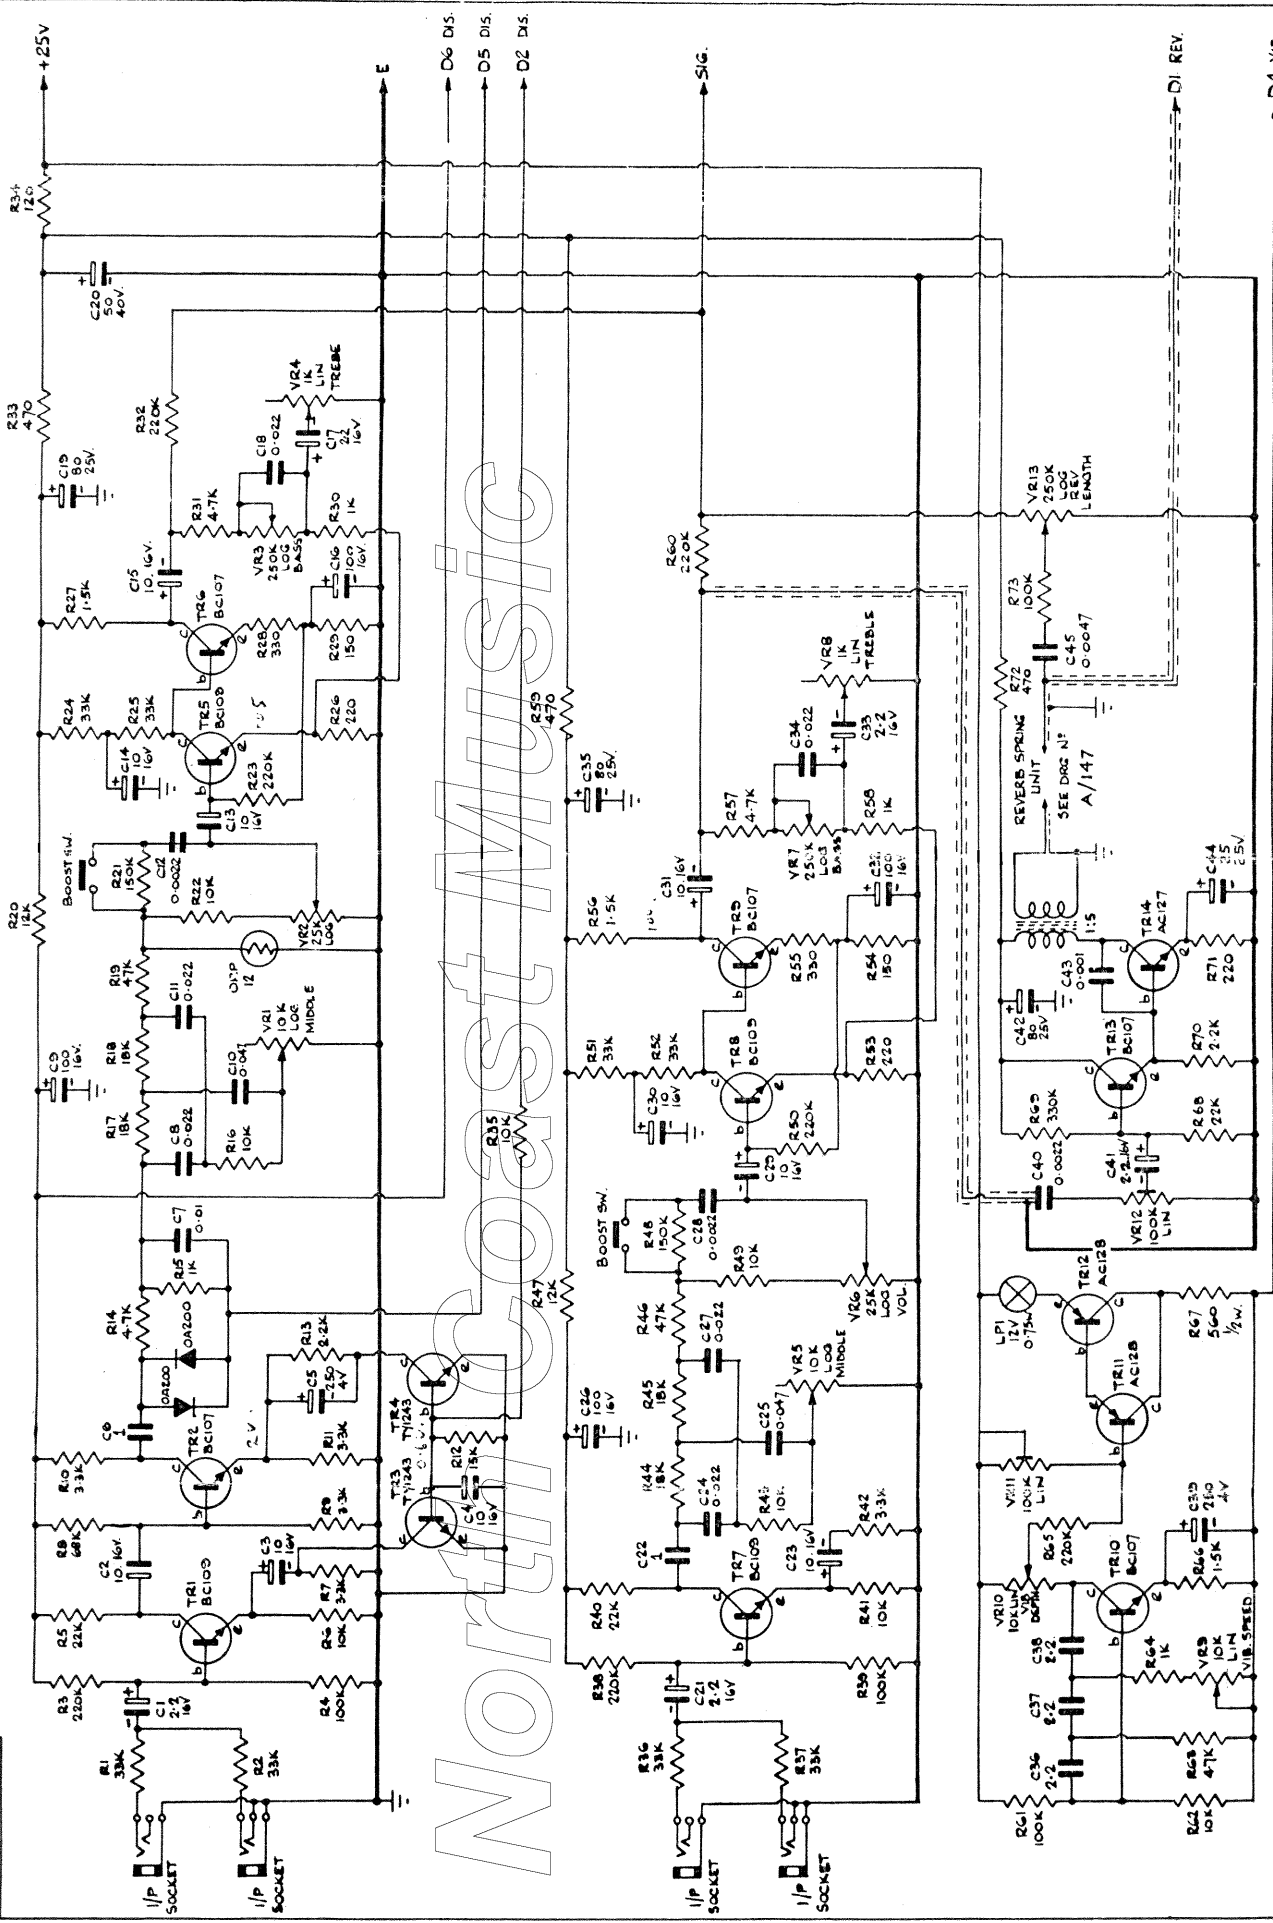 I/P
SOCKET
I/P
SOCKET
R1
33K
R2
33K
C1
2·2
16V
R3
220K
R4
100K
R5
22K
TR1
BC109
R6
10K
R7
3·3K
C2
10.16V.
C3
10
16V
R8
68K
R9
3·3K
R10
3·3K
TR2
BC107
2V.
R11
3·3K
C6
1
OA200
OA200
C5
250
4V
R13
2·2K
TR3
TY1243
TR4
TY1243
0·6V.
C4
10
16V
R12
15K
R14
4·7K
R15
1K
C7
0·01
C8
0·022
R16
10K
R17
18K
R18
18K
C9
100
16V.
C10
0·047
VR1
10K
LOG
MIDDLE
C11
0·022
R19
47K
ORP
12
R20
12K
BOOST SW.
R21
150K
R22
10K
C12
0·0022
VR2
25K
LOG
C13
10
16V
R23
220K
C14
10
16V
R24
33K
R25
33K
TR5
BC108
R26
220
R27
1·5K
TR6
BC107
R28
330
R29
150
C15
10.16V.
C16
100
16V.
R30
1K
R31
4·7K
VR3
250K
LOG
BASS
C18
0·022
C17
22
16V.
VR4
1K
LIN
TREBE
R32
220K
C19
80
25V.
R33
470
C20
50
40V.
R34
120
+25V
E
D6 DIS.
D5 DIS.
D2 DIS.
R35
10K
North Coast Music
I/P
SOCKET
I/P
SOCKET
R36
33K
R37
33K
C21
2·2
16V
R38
220K
R39
100K
R40
22K
TR7
BC109
R41
10K
C22
1
C23
10.16V
R42
3·3K
C24
0·022
R43
10K
R44
18K
R45
18K
C26
100
16V
C25
0·047
VR5
10K
LOG
MIDDLE
C27
0·022
R46
47K
R47
12K
BOOST SW.
R48
150K
R49
10K
C28
0·0022
VR6
25K
LOG
VOL.
C29
10
16V
R50
220K
C30
10
16V
R51
33K
R52
33K
TR8
BC109
R53
220
R56
1·5K
TR9
BC107
R55
330
R54
150
C31
10.16V
C32
100
16V
R57
4·7K
R58
1K
VR7
250K
LOG
BASS
C34
0·022
C33
2·2
16V
VR8
1K
LIN
TREBLE
C35
80
25V.
R59
470
R60
220K
SIG.
R61
100K
R62
10K
C36
2·2
R63
4·7K
C37
2·2
C38
2·2
R64
1K
VR9
10K
LIN
VIB. SPEED
VR10
10K LIN
VIB
DEPTH
TR10
BC107
R65
220K
R66
1·5K
C39
250
4V
VR11
100K
LIN
TR11
AC128
TR12
AC128
LP1
12V
0·75W
R67
560
½W.
VR12
100K
LIN
C40
0·0022
C41
2·2.16V
R69
330K
R68
22K
TR13
BC107
R70
2·2K
C42
80
25V
C43
0·001
TR14
AC127
R71
220
C44
25
25V.
1:5
REVERB SPRING
UNIT
SEE DRG Nº
A/147
R72
470
C45
0·0047
R73
100K
VR13
250K
LOG
REV
LENGTH
D1 REV.